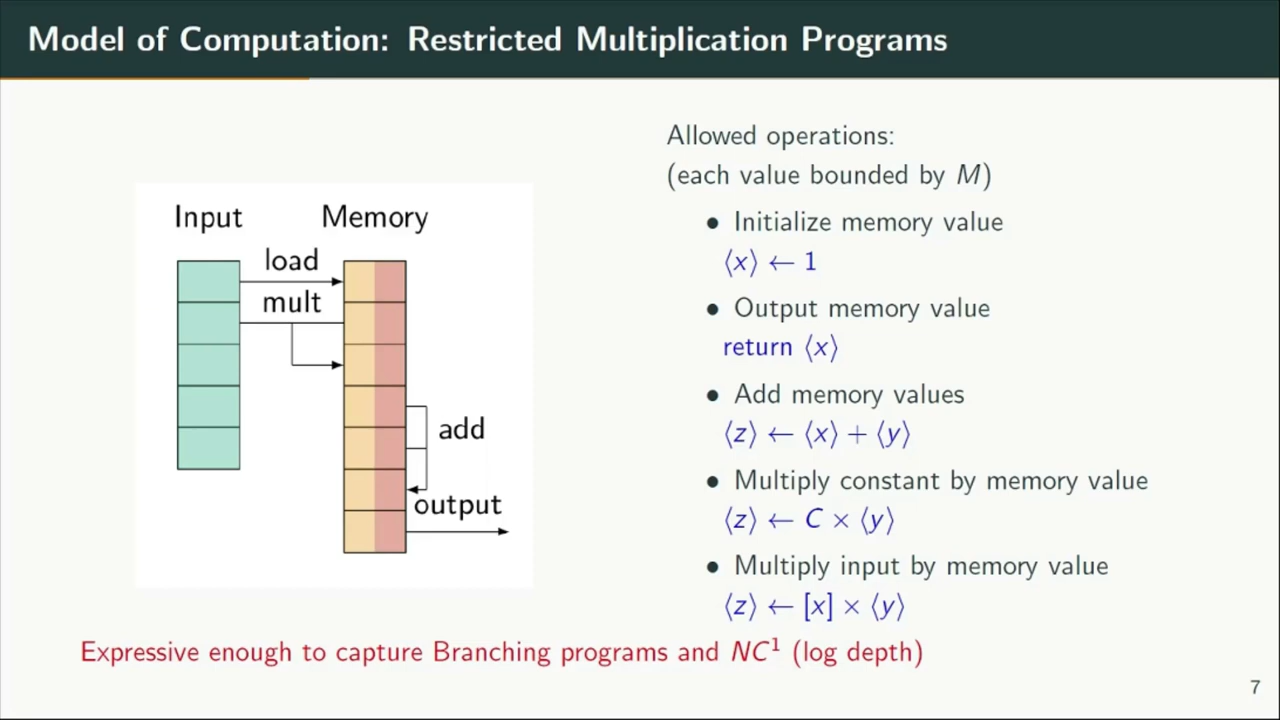 Model of Computation: Restricted Multiplication Programs
Input
Memory
load
mult
add
output
Allowed operations:
(each value bounded by M)
• Initialize memory value
⟨x⟩ ← 1
• Output memory value
return ⟨x⟩
• Add memory values
⟨z⟩ ← ⟨x⟩ + ⟨y⟩
• Multiply constant by memory value
⟨z⟩ ← C × ⟨y⟩
• Multiply input by memory value
⟨z⟩ ← [x] × ⟨y⟩
Expressive enough to capture Branching programs and NC¹ (log depth)
7